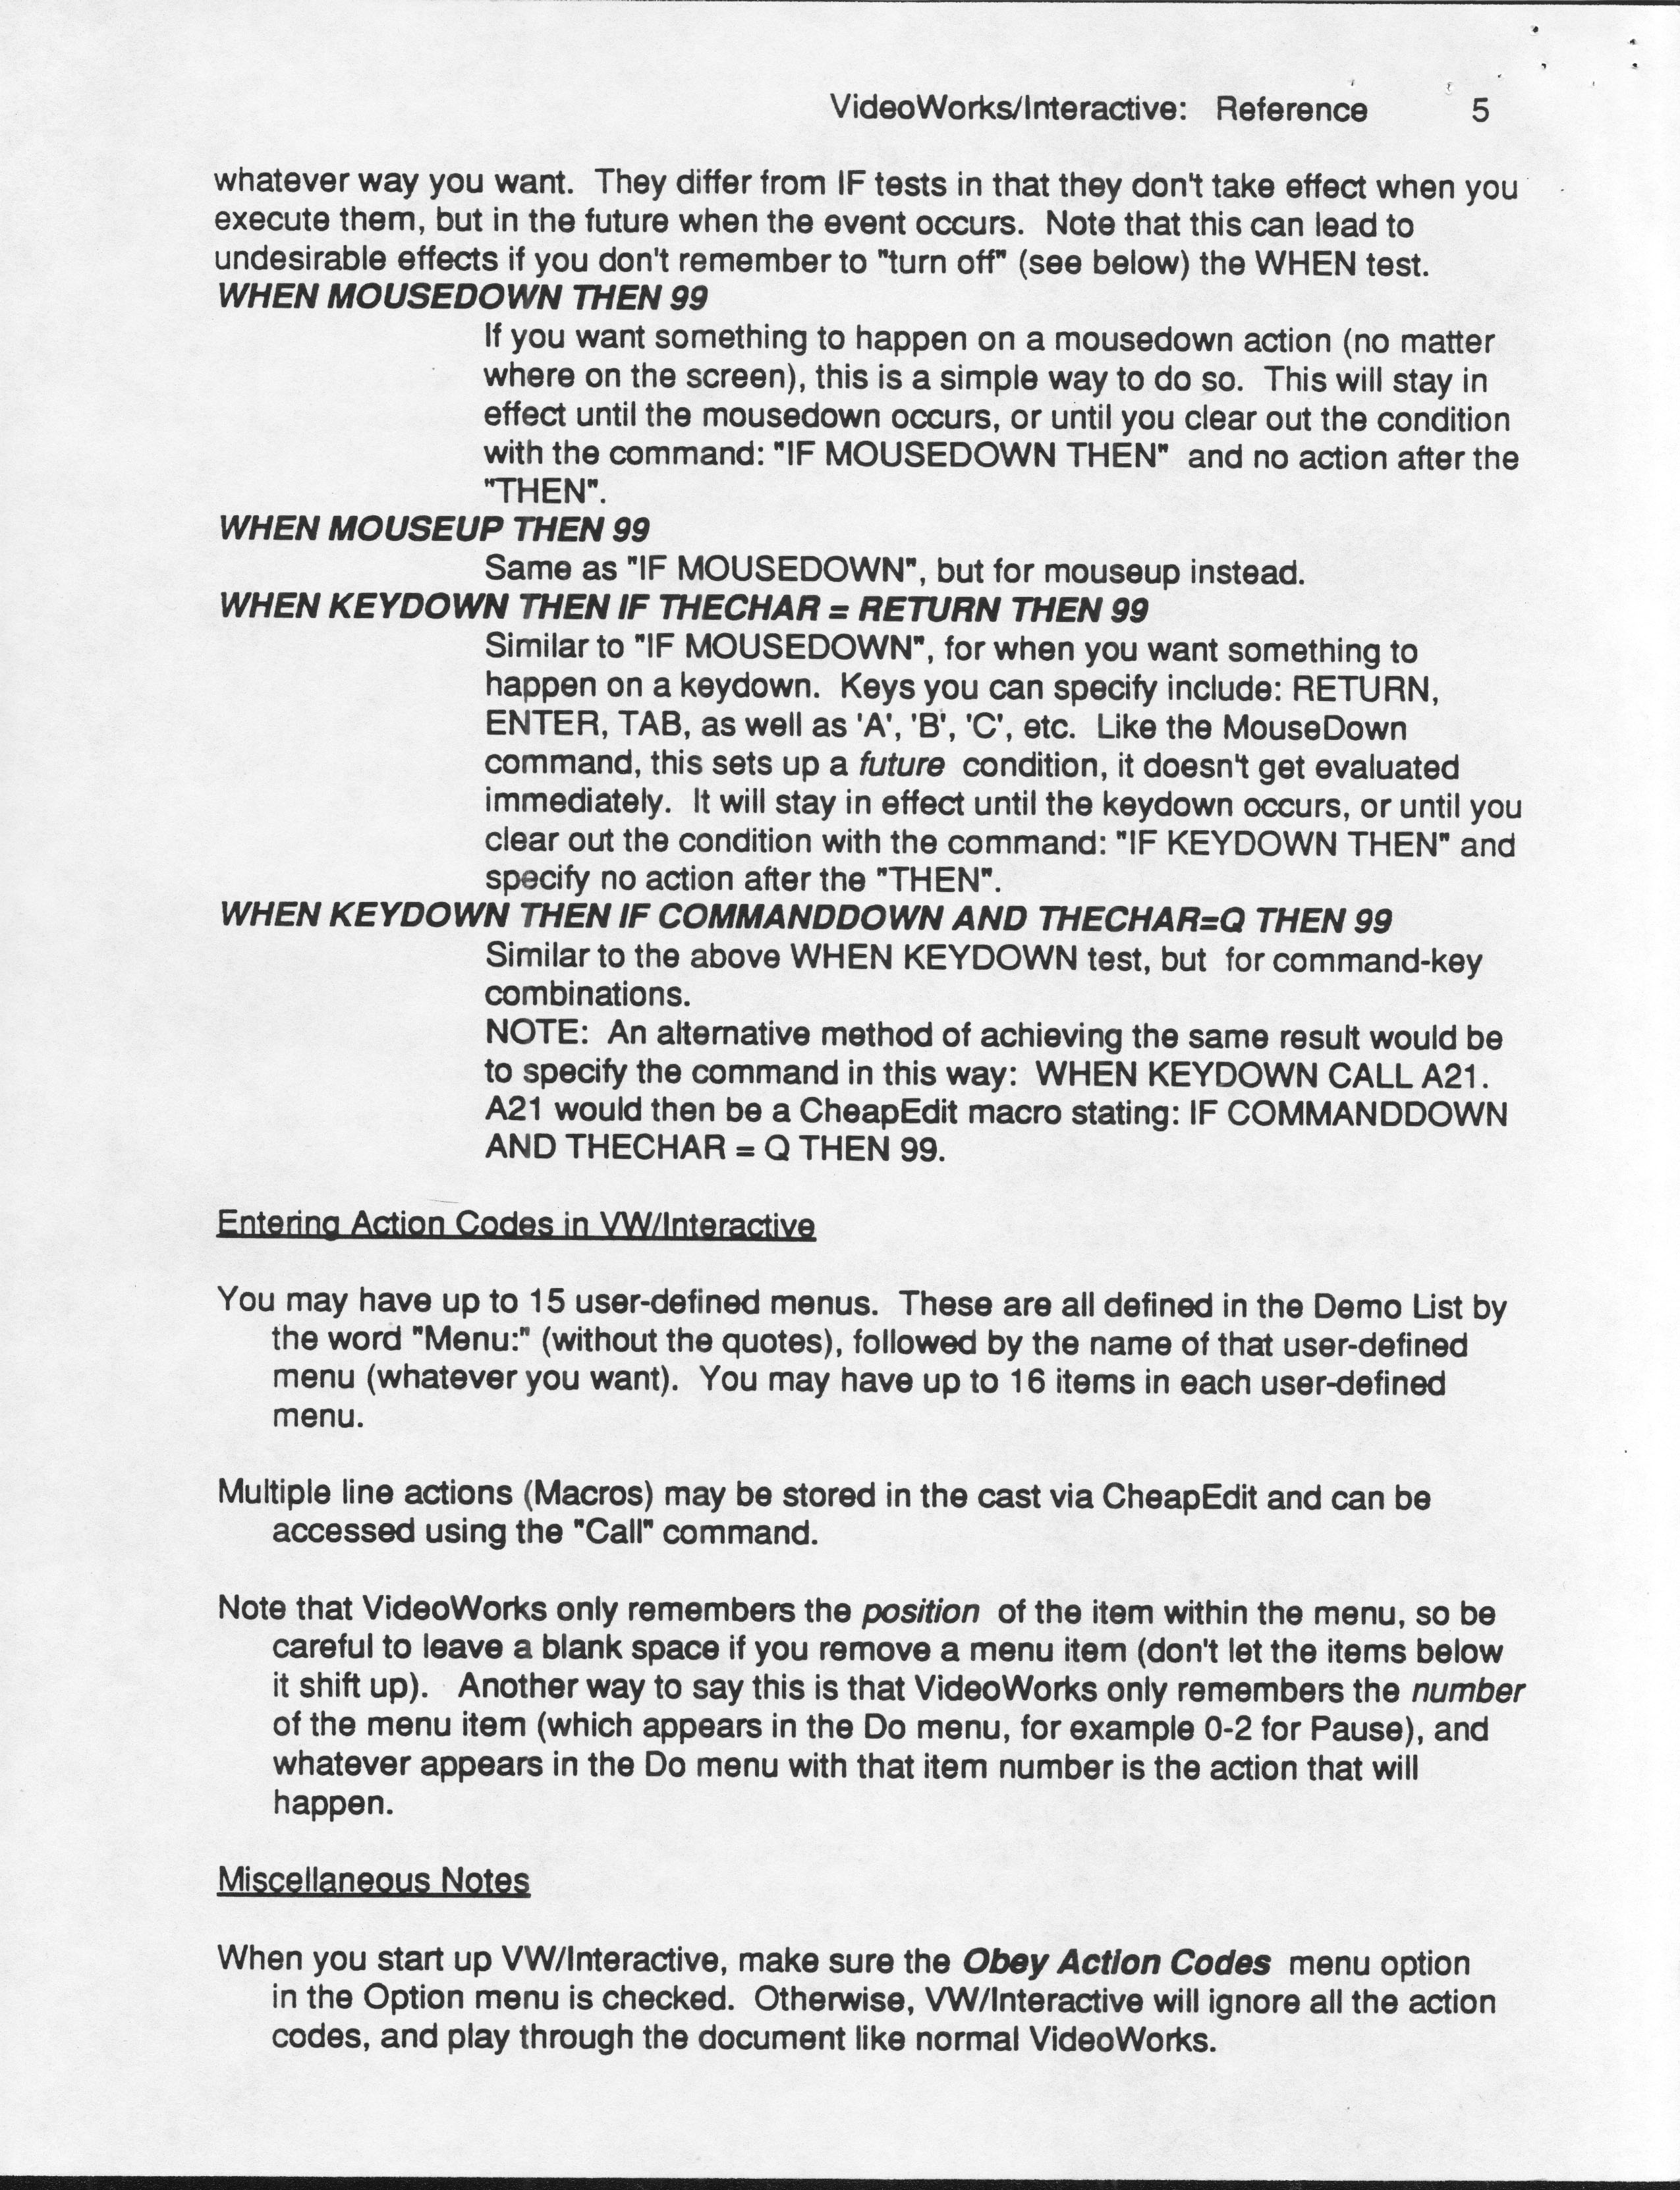 VideoWorks/Interactive: Reference 5
whatever way you want. They differ from IF tests in that they don't take effect when you
execute them, but in the future when the event occurs. Note that this can lead to
undesirable effects if you don't remember to "turn off" (see below) the WHEN test.
WHEN MOUSEDOWN THEN 99
If you want something to happen on a mousedown action (no matter
where on the screen), this is a simple way to do so. This will stay in
effect until the mousedown occurs, or until you clear out the condition
with the command: "IF MOUSEDOWN THEN" and no action after the
"THEN".
WHEN MOUSEUP THEN 99
Same as "IF MOUSEDOWN", but for mouseup instead.
WHEN KEYDOWN THEN IF THECHAR = RETURN THEN 99
Similar to "IF MOUSEDOWN", for when you want something to
happen on a keydown. Keys you can specify include: RETURN,
ENTER, TAB, as well as 'A', 'B', 'C', etc. Like the MouseDown
command, this sets up a future condition, it doesn't get evaluated
immediately. It will stay in effect until the keydown occurs, or until you
clear out the condition with the command: "IF KEYDOWN THEN" and
specify no action after the "THEN".
WHEN KEYDOWN THEN IF COMMANDDOWN AND THECHAR=Q THEN 99
Similar to the above WHEN KEYDOWN test, but for command-key
combinations.
NOTE: An alternative method of achieving the same result would be
to specify the command in this way: WHEN KEYDOWN CALL A21.
A21 would then be a CheapEdit macro stating: IF COMMANDDOWN
AND THECHAR = Q THEN 99.
Entering Action Codes in VW/Interactive
You may have up to 15 user-defined menus. These are all defined in the Demo List by
the word "Menu:" (without the quotes), followed by the name of that user-defined
menu (whatever you want). You may have up to 16 items in each user-defined
menu.
Multiple line actions (Macros) may be stored in the cast via CheapEdit and can be
accessed using the "Call" command.
Note that VideoWorks only remembers the position of the item within the menu, so be
careful to leave a blank space if you remove a menu item (don't let the items below
it shift up). Another way to say this is that VideoWorks only remembers the number
of the menu item (which appears in the Do menu, for example 0-2 for Pause), and
whatever appears in the Do menu with that item number is the action that will
happen.
Miscellaneous Notes
When you start up VW/Interactive, make sure the Obey Action Codes menu option
in the Option menu is checked. Otherwise, VW/Interactive will ignore all the action
codes, and play through the document like normal VideoWorks.